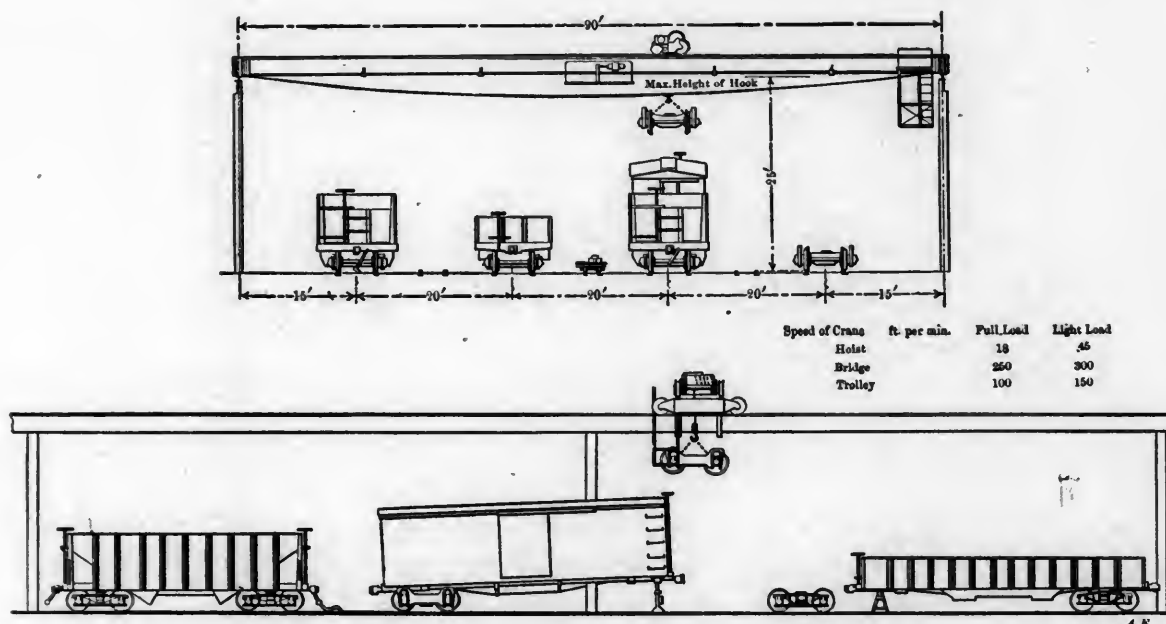 90'
Max. Height of Hook
25'
15' 20' 20' 20' 15'
Speed of Crane ft. per min. Full Load Light Load
Hoist 18 45
Bridge 250 300
Trolley 100 150